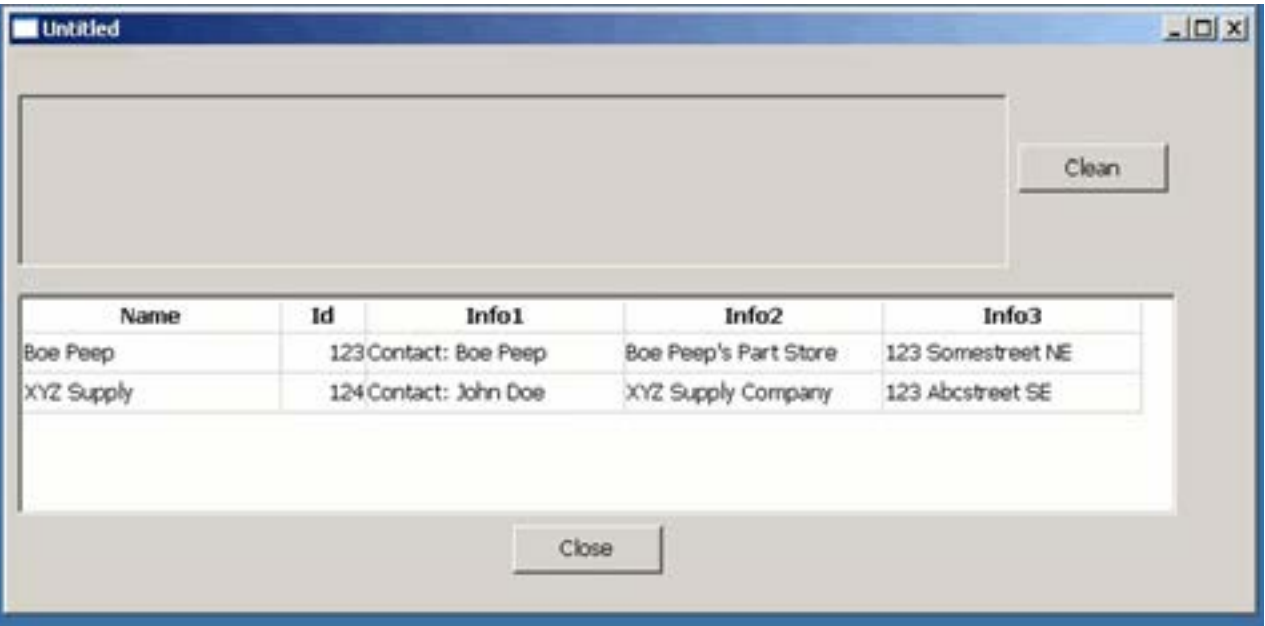 Untitled
Clean
Name Id Info1 Info2 Info3
Boe Peep 123 Contact: Boe Peep Boe Peep's Part Store 123 Somestreet NE
XYZ Supply 124 Contact: John Doe XYZ Supply Company 123 Abcstreet SE
Close